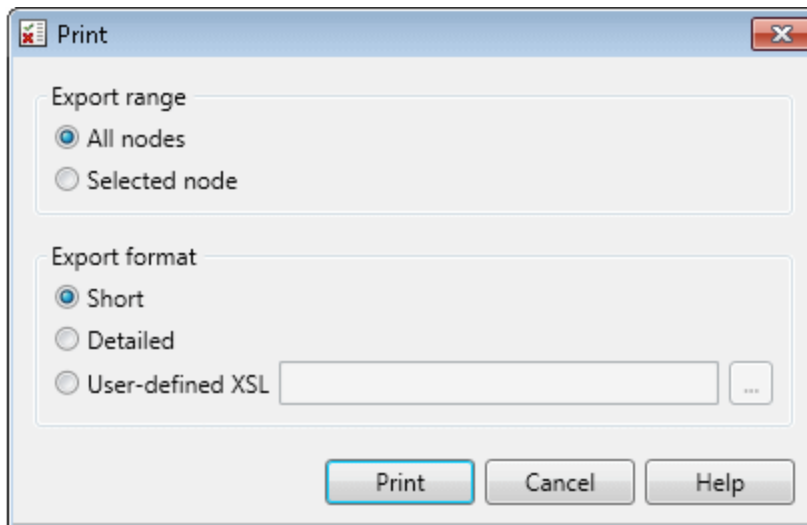 Print
Export range
All nodes
Selected node
Export format
Short
Detailed
User-defined XSL ...
Print Cancel Help